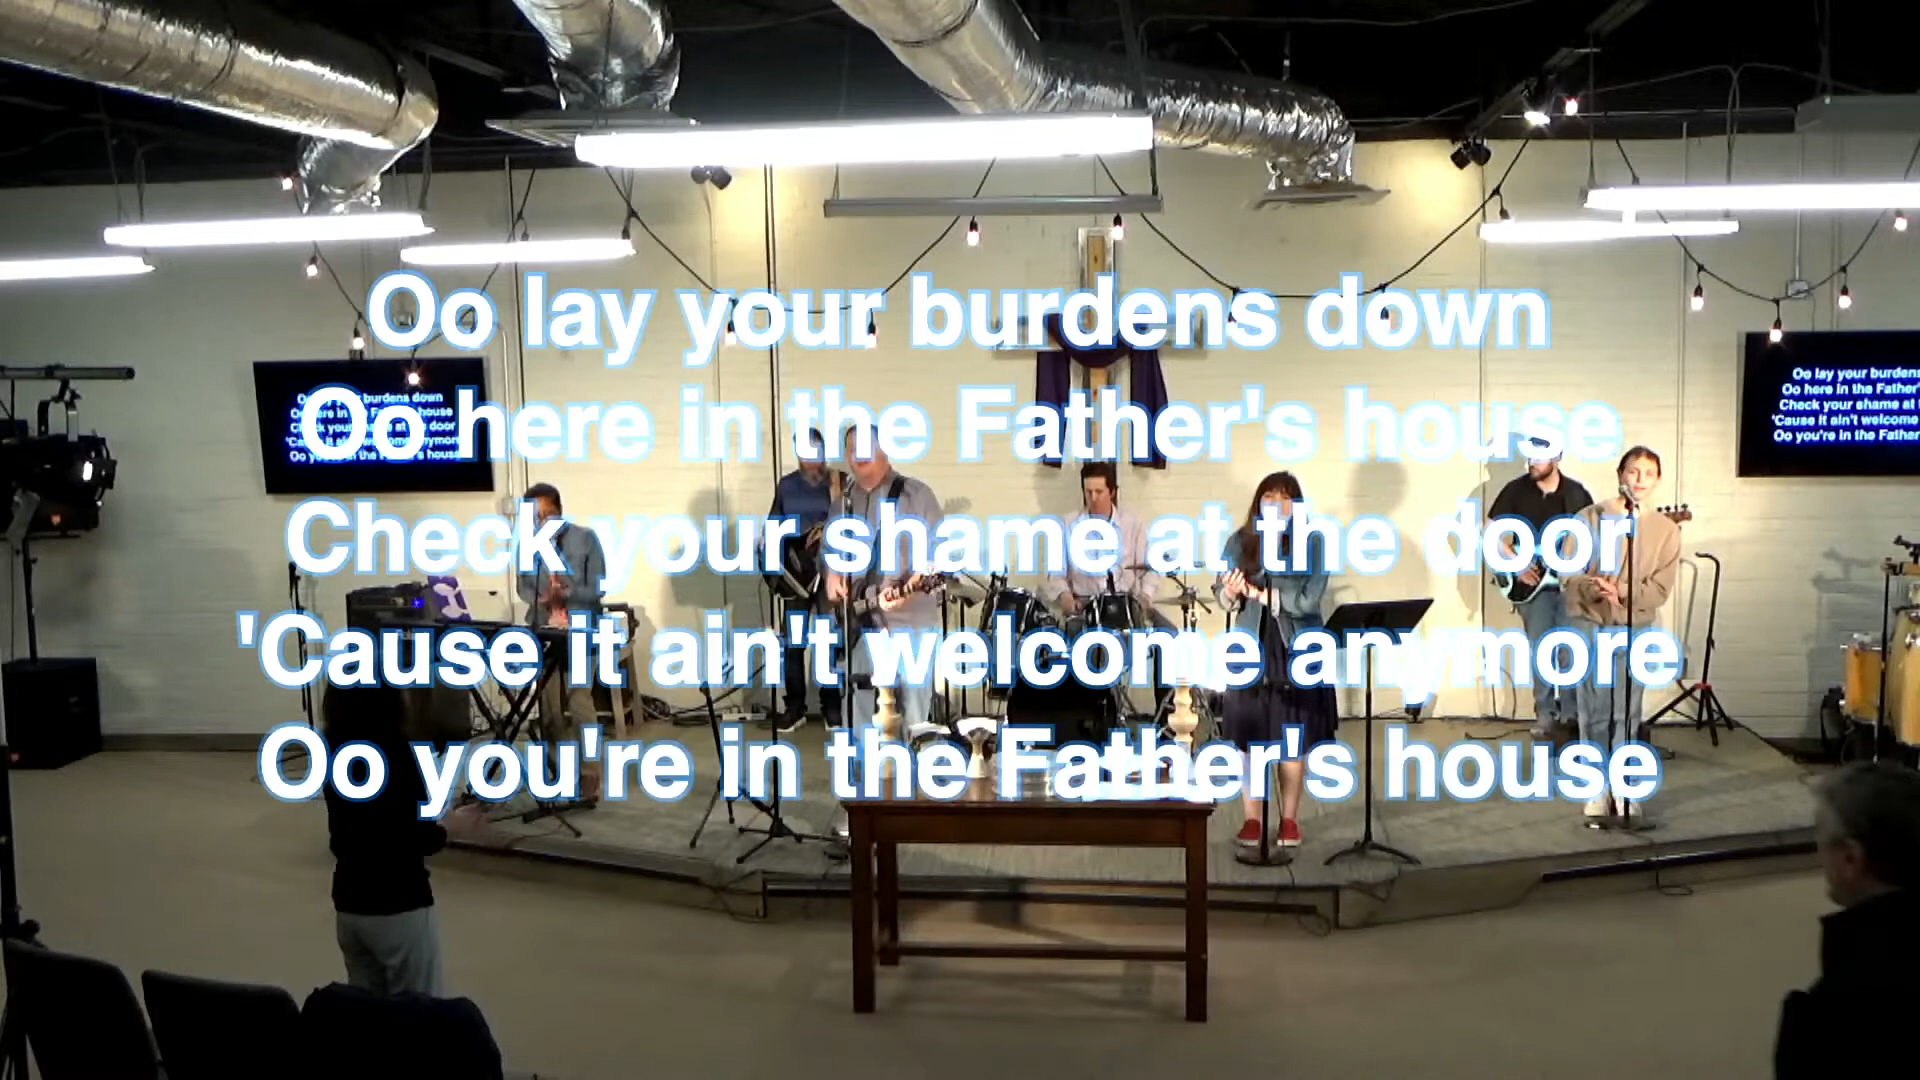 Oo lay your burdens down
Oo here in the Father's house
Check your shame at the door
'Cause it ain't welcome anymore
Oo you're in the Father's house
Oo lay your burdens
Oo here in the Father'
Check your shame at
'Cause it ain't welcome
Oo you're in the Father